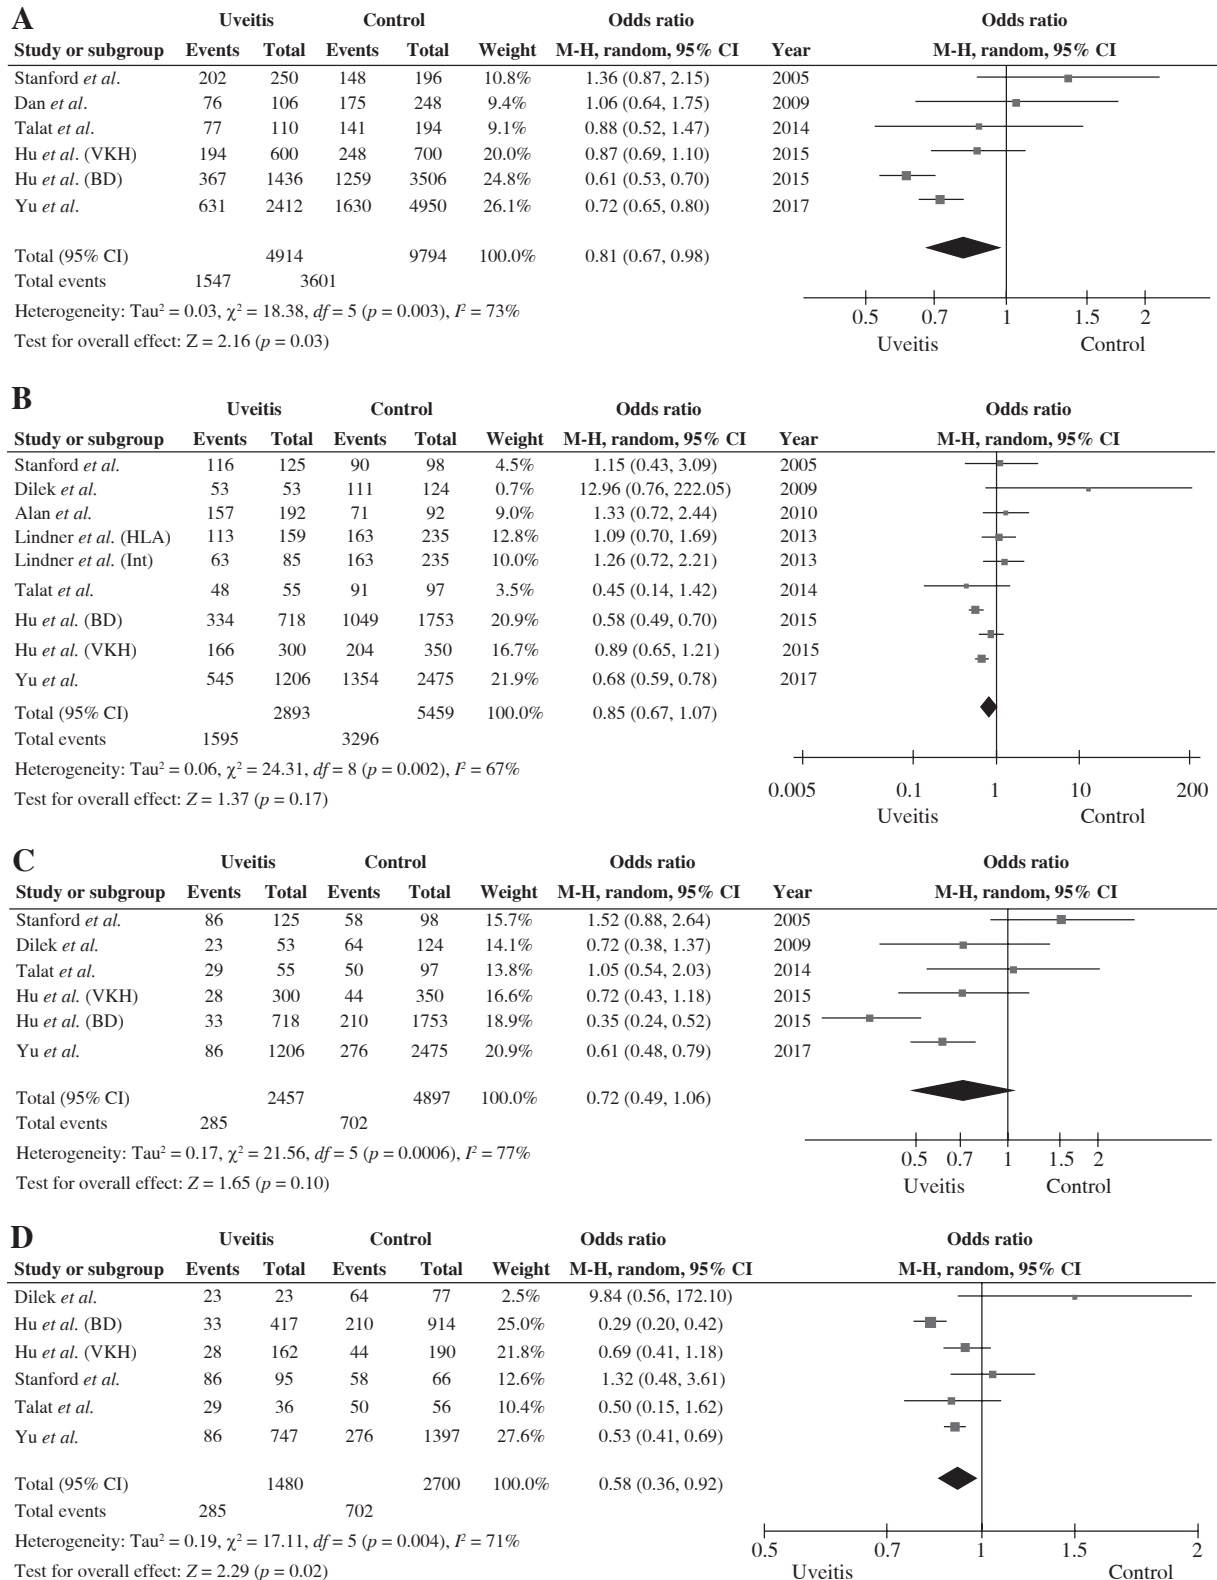 A
Uveitis Control Odds ratio Odds ratio
Study or subgroup Events Total Events Total Weight M-H, random, 95% CI Year M-H, random, 95% CI
Stanford et al. 202 250 148 196 10.8% 1.36 (0.87, 2.15) 2005
Dan et al. 76 106 175 248 9.4% 1.06 (0.64, 1.75) 2009
Talat et al. 77 110 141 194 9.1% 0.88 (0.52, 1.47) 2014
Hu et al. (VKH) 194 600 248 700 20.0% 0.87 (0.69, 1.10) 2015
Hu et al. (BD) 367 1436 1259 3506 24.8% 0.61 (0.53, 0.70) 2015
Yu et al. 631 2412 1630 4950 26.1% 0.72 (0.65, 0.80) 2017
Total (95% CI) 4914 9794 100.0% 0.81 (0.67, 0.98)
Total events 1547 3601
Heterogeneity: Tau² = 0.03, χ² = 18.38, df = 5 (p = 0.003), I² = 73%
0.5 0.7 1 1.5 2
Test for overall effect: Z = 2.16 (p = 0.03)
Uveitis Control
B
Uveitis Control Odds ratio Odds ratio
Study or subgroup Events Total Events Total Weight M-H, random, 95% CI Year M-H, random, 95% CI
Stanford et al. 116 125 90 98 4.5% 1.15 (0.43, 3.09) 2005
Dilek et al. 53 53 111 124 0.7% 12.96 (0.76, 222.05) 2009
Alan et al. 157 192 71 92 9.0% 1.33 (0.72, 2.44) 2010
Lindner et al. (HLA) 113 159 163 235 12.8% 1.09 (0.70, 1.69) 2013
Lindner et al. (Int) 63 85 163 235 10.0% 1.26 (0.72, 2.21) 2013
Talat et al. 48 55 91 97 3.5% 0.45 (0.14, 1.42) 2014
Hu et al. (BD) 334 718 1049 1753 20.9% 0.58 (0.49, 0.70) 2015
Hu et al. (VKH) 166 300 204 350 16.7% 0.89 (0.65, 1.21) 2015
Yu et al. 545 1206 1354 2475 21.9% 0.68 (0.59, 0.78) 2017
Total (95% CI) 2893 5459 100.0% 0.85 (0.67, 1.07)
Total events 1595 3296
Heterogeneity: Tau² = 0.06, χ² = 24.31, df = 8 (p = 0.002), I² = 67%
0.005 0.1 1 10 200
Test for overall effect: Z = 1.37 (p = 0.17)
Uveitis Control
C
Uveitis Control Odds ratio Odds ratio
Study or subgroup Events Total Events Total Weight M-H, random, 95% CI Year M-H, random, 95% CI
Stanford et al. 86 125 58 98 15.7% 1.52 (0.88, 2.64) 2005
Dilek et al. 23 53 64 124 14.1% 0.72 (0.38, 1.37) 2009
Talat et al. 29 55 50 97 13.8% 1.05 (0.54, 2.03) 2014
Hu et al. (VKH) 28 300 44 350 16.6% 0.72 (0.43, 1.18) 2015
Hu et al. (BD) 33 718 210 1753 18.9% 0.35 (0.24, 0.52) 2015
Yu et al. 86 1206 276 2475 20.9% 0.61 (0.48, 0.79) 2017
Total (95% CI) 2457 4897 100.0% 0.72 (0.49, 1.06)
Total events 285 702
Heterogeneity: Tau² = 0.17, χ² = 21.56, df = 5 (p = 0.0006), I² = 77%
0.5 0.7 1 1.5 2
Test for overall effect: Z = 1.65 (p = 0.10)
Uveitis Control
D
Uveitis Control Odds ratio Odds ratio
Study or subgroup Events Total Events Total Weight M-H, random, 95% CI M-H, random, 95% CI
Dilek et al. 23 23 64 77 2.5% 9.84 (0.56, 172.10)
Hu et al. (BD) 33 417 210 914 25.0% 0.29 (0.20, 0.42)
Hu et al. (VKH) 28 162 44 190 21.8% 0.69 (0.41, 1.18)
Stanford et al. 86 95 58 66 12.6% 1.32 (0.48, 3.61)
Talat et al. 29 36 50 56 10.4% 0.50 (0.15, 1.62)
Yu et al. 86 747 276 1397 27.6% 0.53 (0.41, 0.69)
Total (95% CI) 1480 2700 100.0% 0.58 (0.36, 0.92)
Total events 285 702
Heterogeneity: Tau² = 0.19, χ² = 17.11, df = 5 (p = 0.004), I² = 71%
0.5 0.7 1 1.5 2
Test for overall effect: Z = 2.29 (p = 0.02)
Uveitis Control